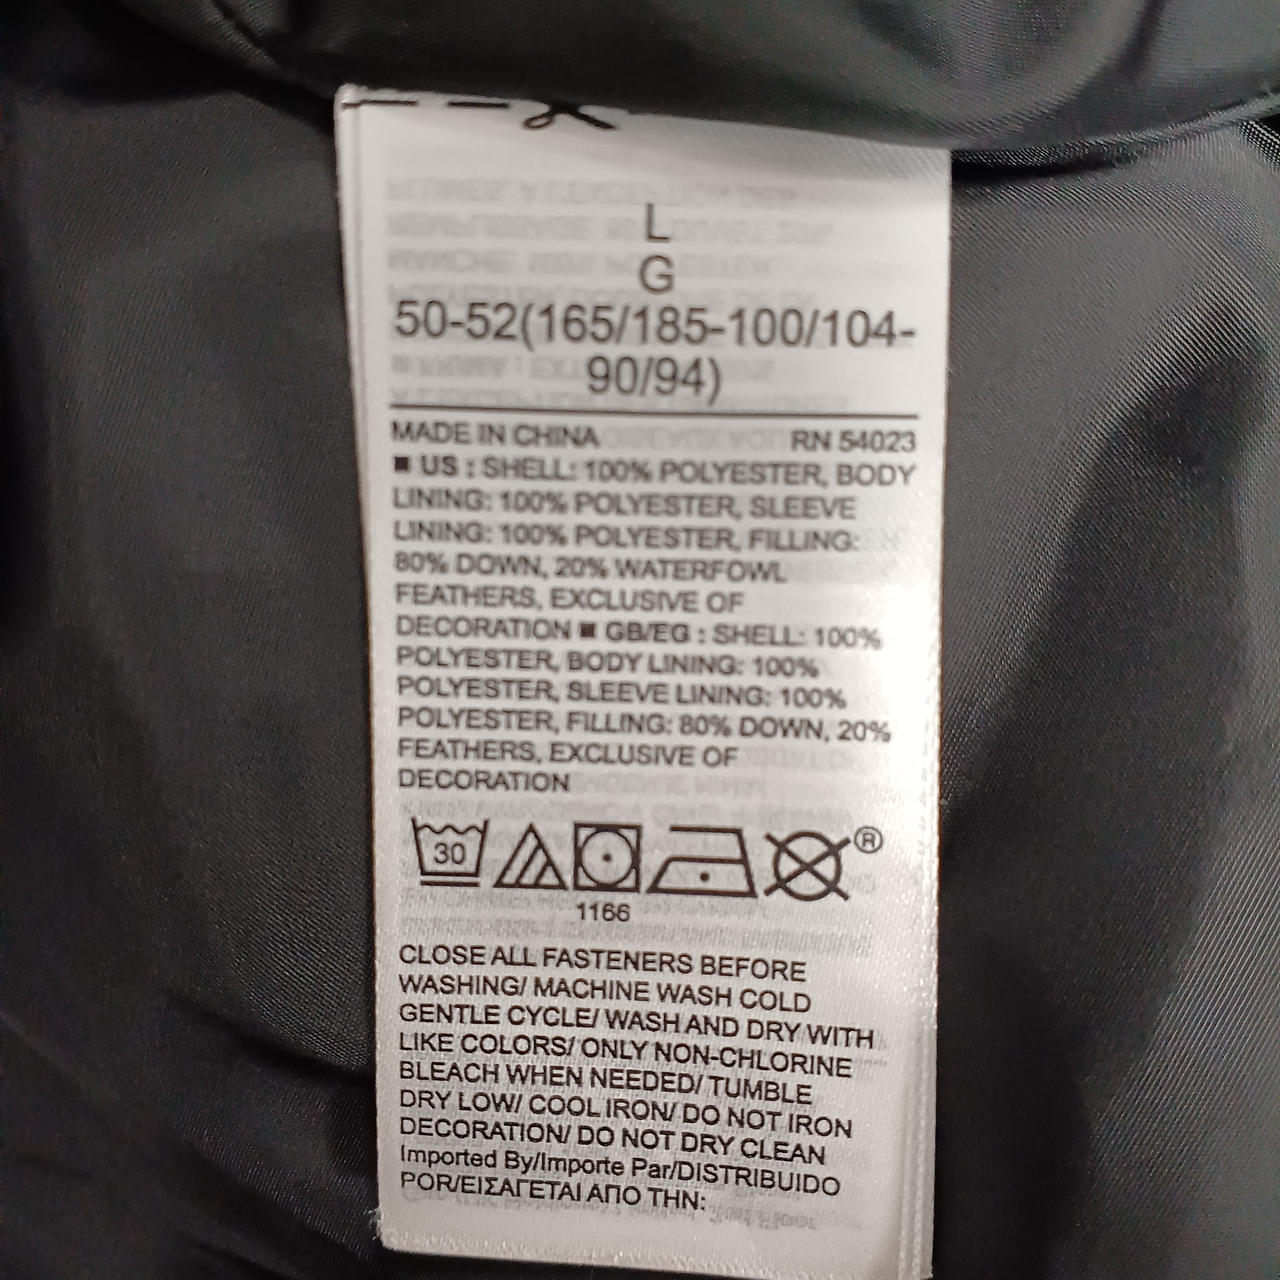 L
G
50-52(165/185-100/104-
90/94)
MADE IN CHINA RN 54023
■ US : SHELL: 100% POLYESTER, BODY
LINING: 100% POLYESTER, SLEEVE
LINING: 100% POLYESTER, FILLING:
80% DOWN, 20% WATERFOWL
FEATHERS, EXCLUSIVE OF
DECORATION ■ GB/EG : SHELL: 100%
POLYESTER, BODY LINING: 100%
POLYESTER, SLEEVE LINING: 100%
POLYESTER, FILLING: 80% DOWN, 20%
FEATHERS, EXCLUSIVE OF
DECORATION
30 ®
1166
CLOSE ALL FASTENERS BEFORE
WASHING/ MACHINE WASH COLD
GENTLE CYCLE/ WASH AND DRY WITH
LIKE COLORS/ ONLY NON-CHLORINE
BLEACH WHEN NEEDED/ TUMBLE
DRY LOW/ COOL IRON/ DO NOT IRON
DECORATION/ DO NOT DRY CLEAN
Imported By/Importe Par/DISTRIBUIDO
POR/ΕΙΣΑΓΕΤΑΙ ΑΠΟ ΤΗΝ: